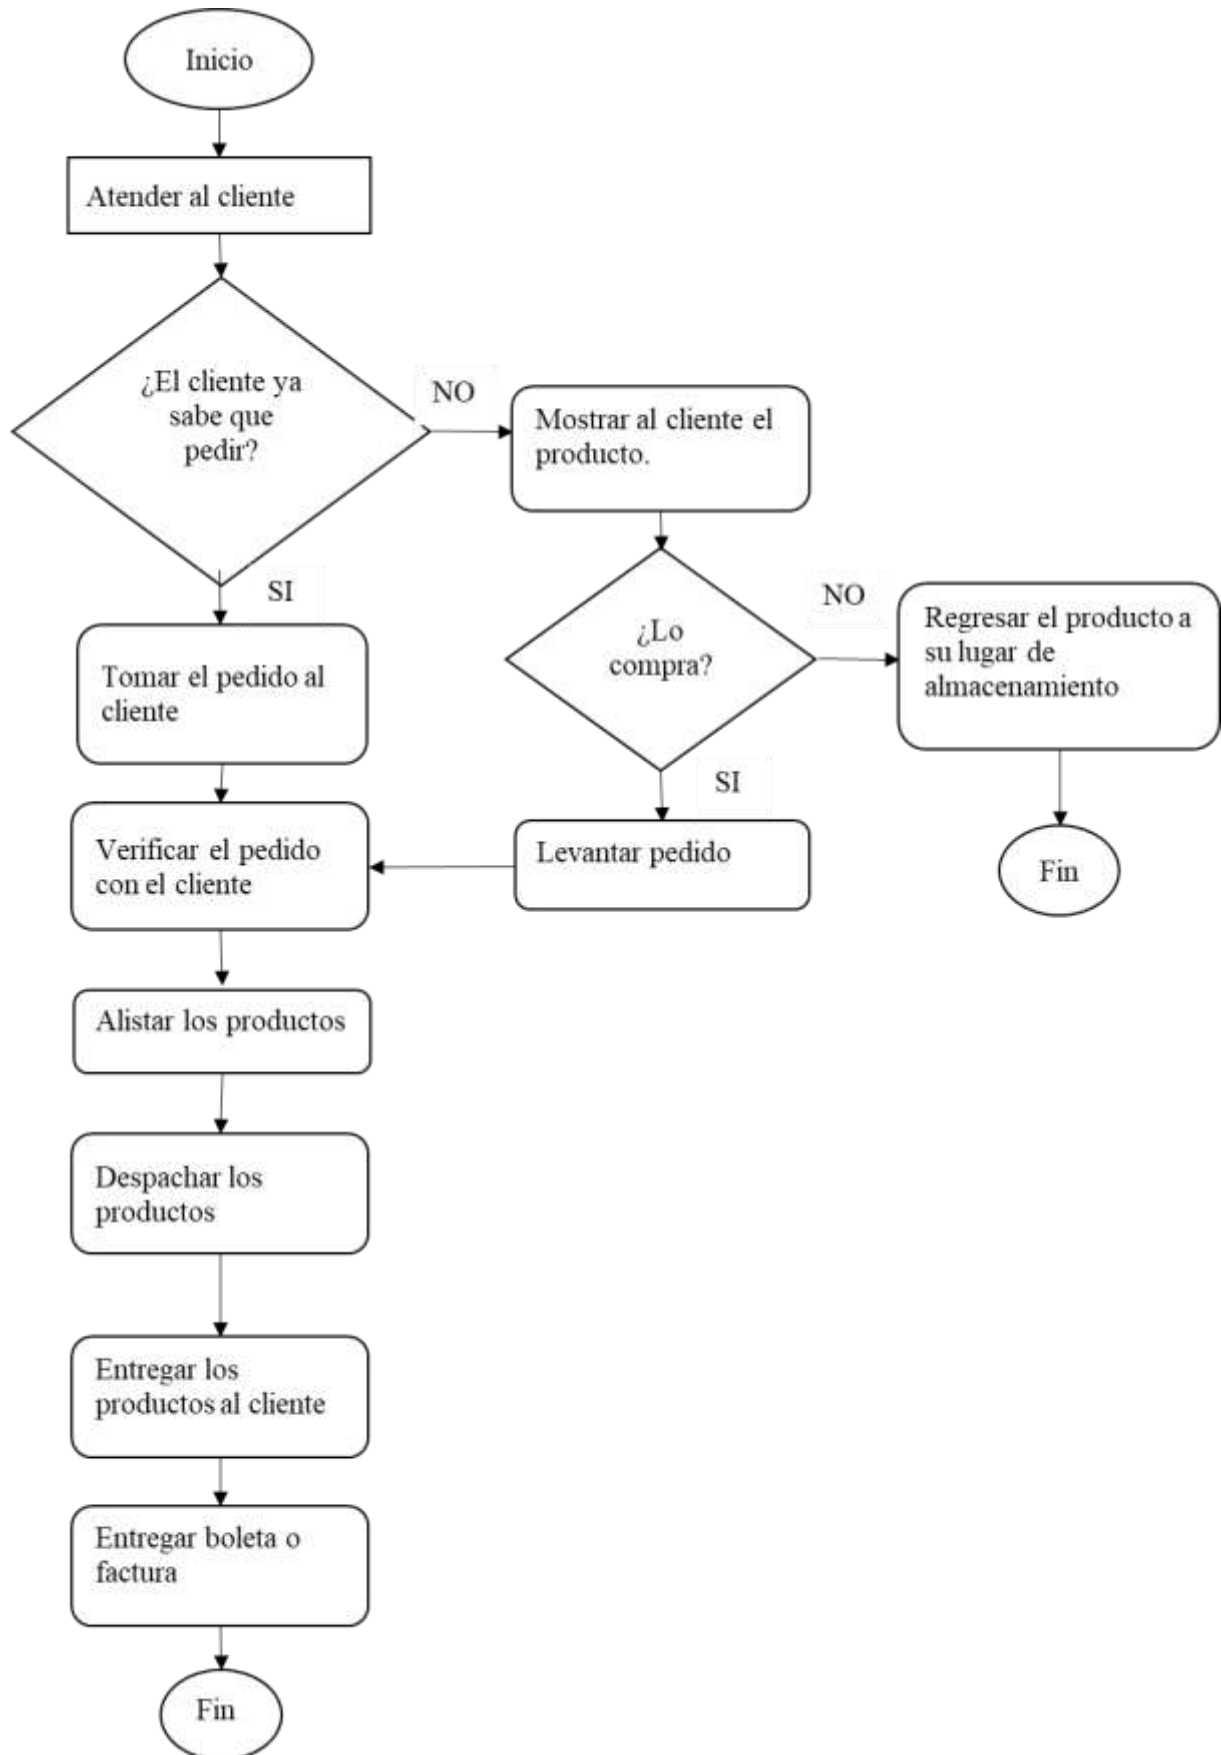 Inicio
Atender al cliente
¿El cliente ya
sabe que
pedir?
NO
Mostrar al cliente el
producto.
SI
¿Lo
compra?
NO
Regresar el producto a
su lugar de
almacenamiento
Tomar el pedido al
cliente
SI
Verificar el pedido
con el cliente
Levantar pedido
Fin
Alistar los productos
Despachar los
productos
Entregar los
productos al cliente
Entregar boleta o
factura
Fin